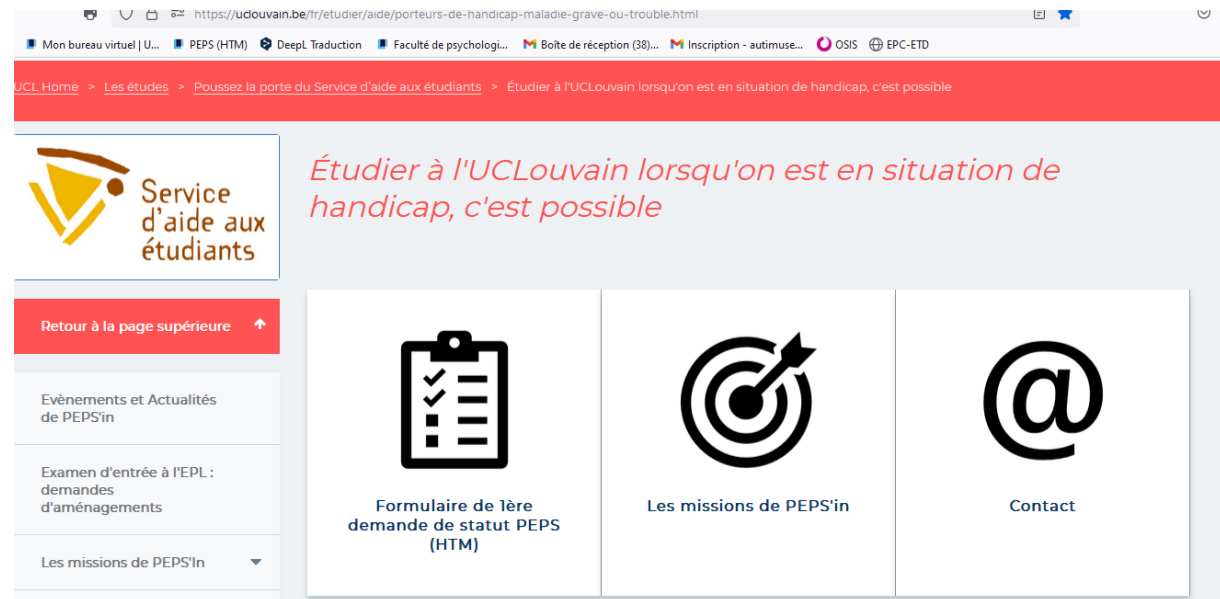 https://uclouvain.be/fr/etudier/aide/porteurs-de-handicap-maladie-grave-ou-trouble.html
Mon bureau virtuel | U... PEPS (HTM) DeepL Traduction Faculté de psychologi... Boîte de réception (38)... Inscription - autimuse... OSIS EPC-ETD
UCL Home > Les études > Poussez la porte du Service d'aide aux étudiants > Étudier à l'UCLouvain lorsqu'on est en situation de handicap, c'est possible
Service
d'aide aux
étudiants
Étudier à l'UCLouvain lorsqu'on est en situation de
handicap, c'est possible
Retour à la page supérieure
Evènements et Actualités
de PEPS'in
Examen d'entrée à l'EPL :
demandes
d'aménagements
Les missions de PEPS'In
Formulaire de 1ère
demande de statut PEPS
(HTM)
Les missions de PEPS'in
@
Contact